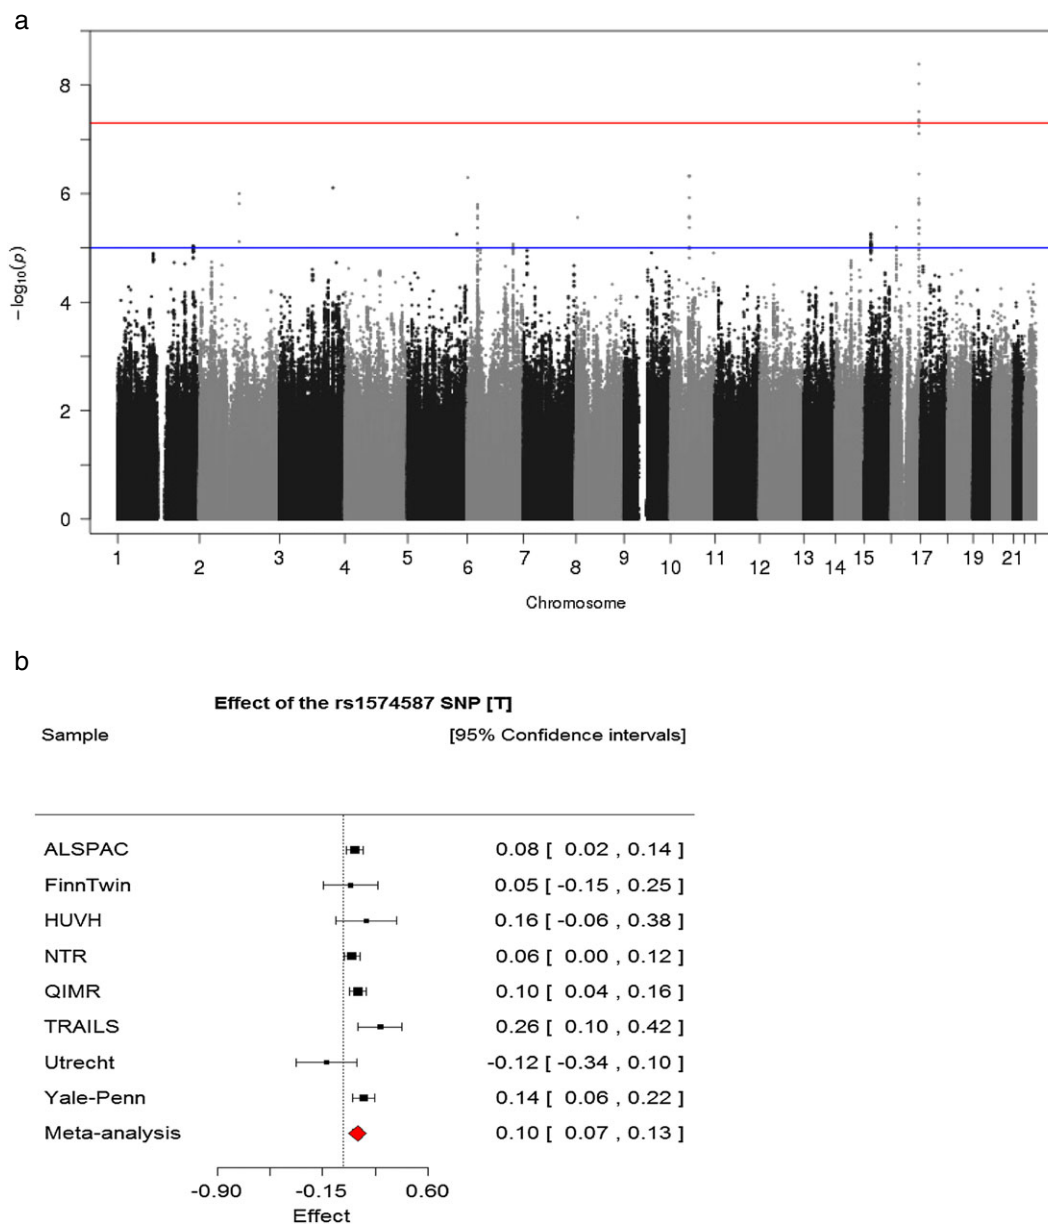 a
8
6
4
2
0
−log10(p)
1 2 3 4 5 6 7 8 9 10 11 12 13 14 15 17 19 21
Chromosome
b
Effect of the rs1574587 SNP [T]
Sample [95% Confidence intervals]
ALSPAC 0.08 [ 0.02 , 0.14 ]
FinnTwin 0.05 [ -0.15 , 0.25 ]
HUVH 0.16 [ -0.06 , 0.38 ]
NTR 0.06 [ 0.00 , 0.12 ]
QIMR 0.10 [ 0.04 , 0.16 ]
TRAILS 0.26 [ 0.10 , 0.42 ]
Utrecht -0.12 [ -0.34 , 0.10 ]
Yale-Penn 0.14 [ 0.06 , 0.22 ]
Meta-analysis 0.10 [ 0.07 , 0.13 ]
-0.90 -0.15 0.60
Effect